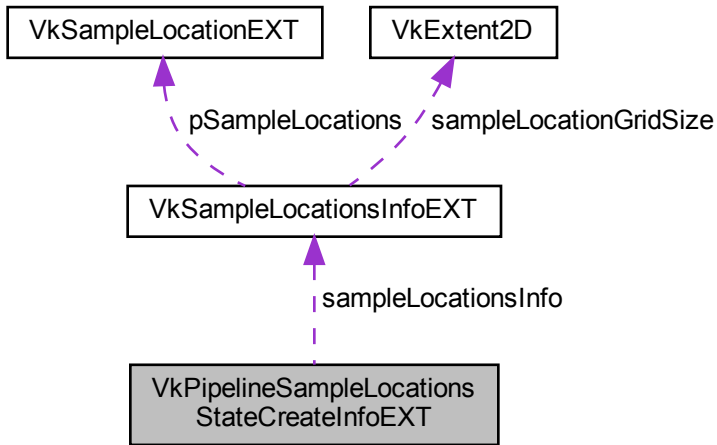 VkSampleLocationEXT
VkExtent2D
pSampleLocations
sampleLocationGridSize
VkSampleLocationsInfoEXT
sampleLocationsInfo
VkPipelineSampleLocations
StateCreateInfoEXT